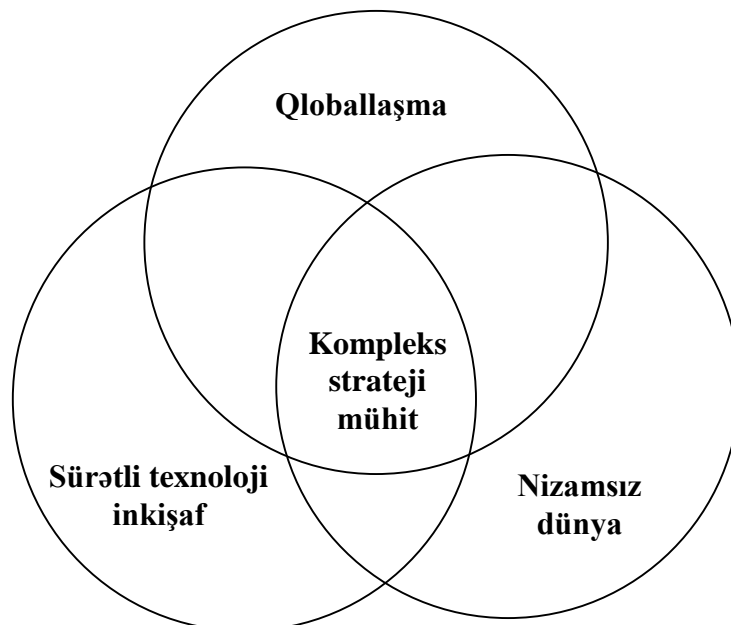 Qloballaşma
Kompleks
strateji
mühit
Sürətli texnoloji
inkişaf
Nizamsız
dünya